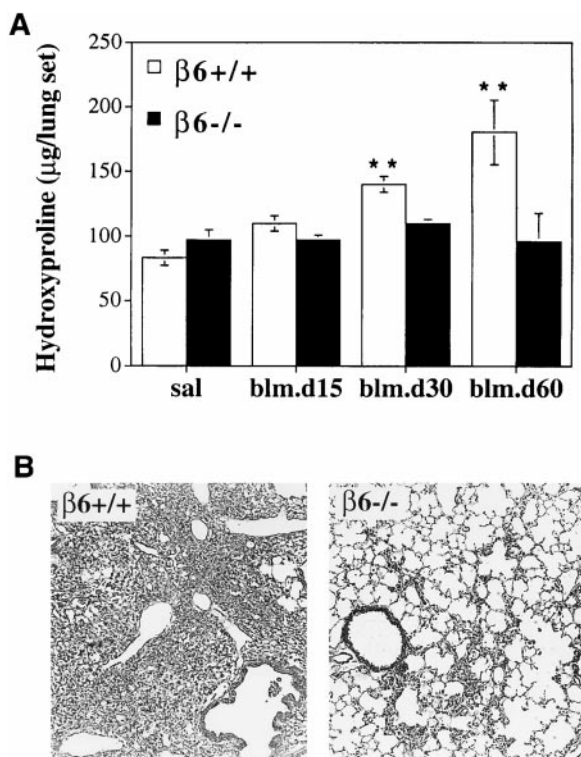 A
Hydroxyproline (μg/lung set)
250
200
150
100
50
0
β6+/+
β6-/-
**
**
sal blm.d15 blm.d30 blm.d60
B
β6+/+
β6-/-